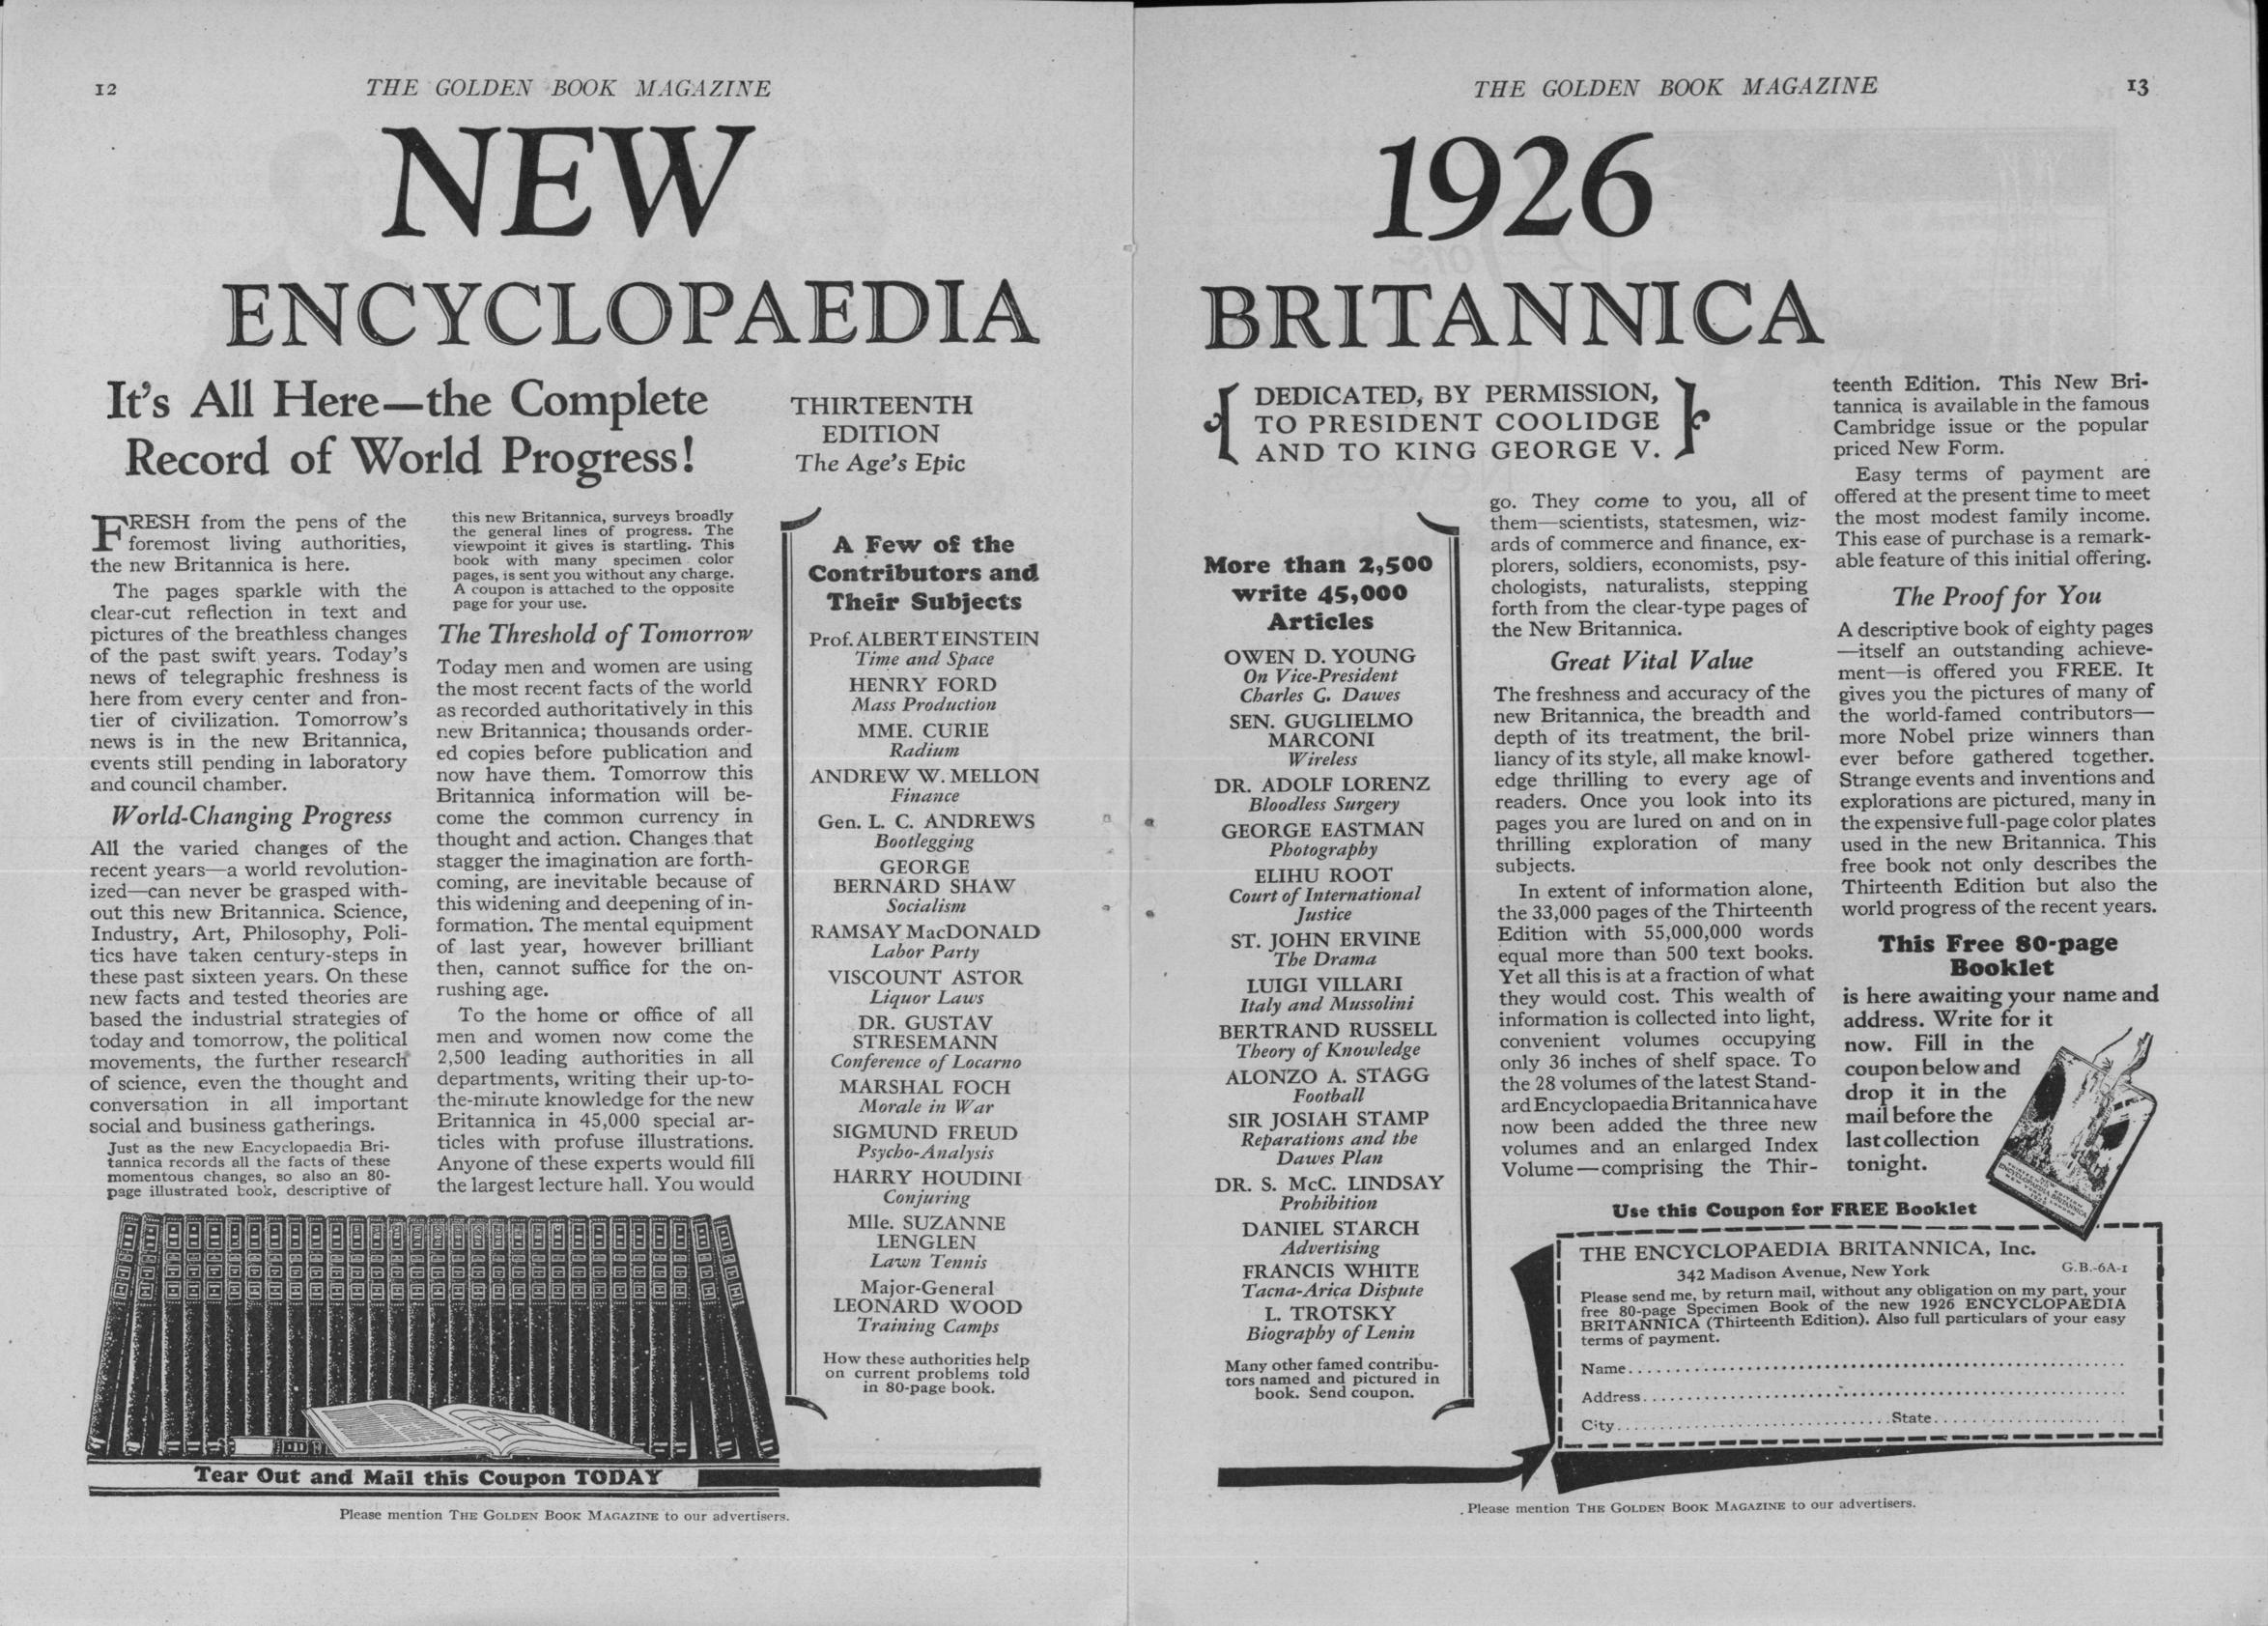 12
THE GOLDEN BOOK MAGAZINE
NEW
ENCYCLOPAEDIA
It's All Here—the Complete
Record of World Progress!
THIRTEENTH
EDITION
The Age's Epic
FRESH from the pens of the
foremost living authorities,
the new Britannica is here.
The pages sparkle with the
clear-cut reflection in text and
pictures of the breathless changes
of the past swift years. Today's
news of telegraphic freshness is
here from every center and fron-
tier of civilization. Tomorrow's
news is in the new Britannica,
events still pending in laboratory
and council chamber.
World-Changing Progress
All the varied changes of the
recent years—a world revolution-
ized—can never be grasped with-
out this new Britannica. Science,
Industry, Art, Philosophy, Poli-
tics have taken century-steps in
these past sixteen years. On these
new facts and tested theories are
based the industrial strategies of
today and tomorrow, the political
movements, the further research
of science, even the thought and
conversation in all important
social and business gatherings.
Just as the new Encyclopaedia Bri-
tannica records all the facts of these
momentous changes, so also an 80-
page illustrated book, descriptive of
this new Britannica, surveys broadly
the general lines of progress. The
viewpoint it gives is startling. This
book with many specimen color
pages, is sent you without any charge.
A coupon is attached to the opposite
page for your use.
The Threshold of Tomorrow
Today men and women are using
the most recent facts of the world
as recorded authoritatively in this
new Britannica; thousands order-
ed copies before publication and
now have them. Tomorrow this
Britannica information will be-
come the common currency in
thought and action. Changes that
stagger the imagination are forth-
coming, are inevitable because of
this widening and deepening of in-
formation. The mental equipment
of last year, however brilliant
then, cannot suffice for the on-
rushing age.
To the home or office of all
men and women now come the
2,500 leading authorities in all
departments, writing their up-to-
the-minute knowledge for the new
Britannica in 45,000 special ar-
ticles with profuse illustrations.
Anyone of these experts would fill
the largest lecture hall. You would
A Few of the
Contributors and
Their Subjects
Prof. ALBERT EINSTEIN
Time and Space
HENRY FORD
Mass Production
MME. CURIE
Radium
ANDREW W. MELLON
Finance
Gen. L. C. ANDREWS
Bootlegging
GEORGE
BERNARD SHAW
Socialism
RAMSAY MacDONALD
Labor Party
VISCOUNT ASTOR
Liquor Laws
DR. GUSTAV
STRESEMANN
Conference of Locarno
MARSHAL FOCH
Morale in War
SIGMUND FREUD
Psycho-Analysis
HARRY HOUDINI
Conjuring
Mlle. SUZANNE
LENGLEN
Lawn Tennis
Major-General
LEONARD WOOD
Training Camps
How these authorities help
on current problems told
in 80-page book.
Tear Out and Mail this Coupon TODAY
Please mention THE GOLDEN BOOK MAGAZINE to our advertisers.
THE GOLDEN BOOK MAGAZINE
13
1926
BRITANNICA
DEDICATED, BY PERMISSION,
TO PRESIDENT COOLIDGE
AND TO KING GEORGE V.
More than 2,500
write 45,000
Articles
OWEN D. YOUNG
On Vice-President
Charles G. Dawes
SEN. GUGLIELMO
MARCONI
Wireless
DR. ADOLF LORENZ
Bloodless Surgery
GEORGE EASTMAN
Photography
ELIHU ROOT
Court of International
Justice
ST. JOHN ERVINE
The Drama
LUIGI VILLARI
Italy and Mussolini
BERTRAND RUSSELL
Theory of Knowledge
ALONZO A. STAGG
Football
SIR JOSIAH STAMP
Reparations and the
Dawes Plan
DR. S. McC. LINDSAY
Prohibition
DANIEL STARCH
Advertising
FRANCIS WHITE
Tacna-Arica Dispute
L. TROTSKY
Biography of Lenin
Many other famed contribu-
tors named and pictured in
book. Send coupon.
go. They come to you, all of
them—scientists, statesmen, wiz-
ards of commerce and finance, ex-
plorers, soldiers, economists, psy-
chologists, naturalists, stepping
forth from the clear-type pages of
the New Britannica.
Great Vital Value
The freshness and accuracy of the
new Britannica, the breadth and
depth of its treatment, the bril-
liancy of its style, all make knowl-
edge thrilling to every age of
readers. Once you look into its
pages you are lured on and on in
thrilling exploration of many
subjects.
In extent of information alone,
the 33,000 pages of the Thirteenth
Edition with 55,000,000 words
equal more than 500 text books.
Yet all this is at a fraction of what
they would cost. This wealth of
information is collected into light,
convenient volumes occupying
only 36 inches of shelf space. To
the 28 volumes of the latest Stand-
ard Encyclopaedia Britannica have
now been added the three new
volumes and an enlarged Index
Volume—comprising the Thir-
teenth Edition. This New Bri-
tannica is available in the famous
Cambridge issue or the popular
priced New Form.
Easy terms of payment are
offered at the present time to meet
the most modest family income.
This ease of purchase is a remark-
able feature of this initial offering.
The Proof for You
A descriptive book of eighty pages
—itself an outstanding achieve-
ment—is offered you FREE. It
gives you the pictures of many of
the world-famed contributors—
more Nobel prize winners than
ever before gathered together.
Strange events and inventions and
explorations are pictured, many in
the expensive full-page color plates
used in the new Britannica. This
free book not only describes the
Thirteenth Edition but also the
world progress of the recent years.
This Free 80-page
Booklet
is here awaiting your name and
address. Write for it
now. Fill in the
coupon below and
drop it in the
mail before the
last collection
tonight.
Use this Coupon for FREE Booklet
THE ENCYCLOPAEDIA BRITANNICA, Inc.
342 Madison Avenue, New York
G.B.-6A-1
Please send me, by return mail, without any obligation on my part, your
free 80-page Specimen Book of the new 1926 ENCYCLOPAEDIA
BRITANNICA (Thirteenth Edition). Also full particulars of your easy
terms of payment.
Name
Address
City State
Please mention THE GOLDEN BOOK MAGAZINE to our advertisers.